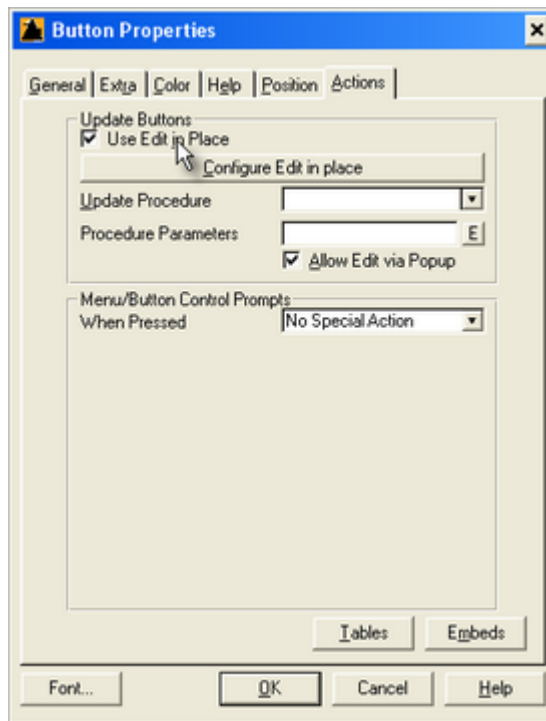 Button Properties
General Extra Color Help Position Actions
Update Buttons
Use Edit in Place
Configure Edit in place
Update Procedure
Procedure Parameters E
Allow Edit via Popup
Menu/Button Control Prompts
When Pressed No Special Action
Tables Embeds
Font... OK Cancel Help